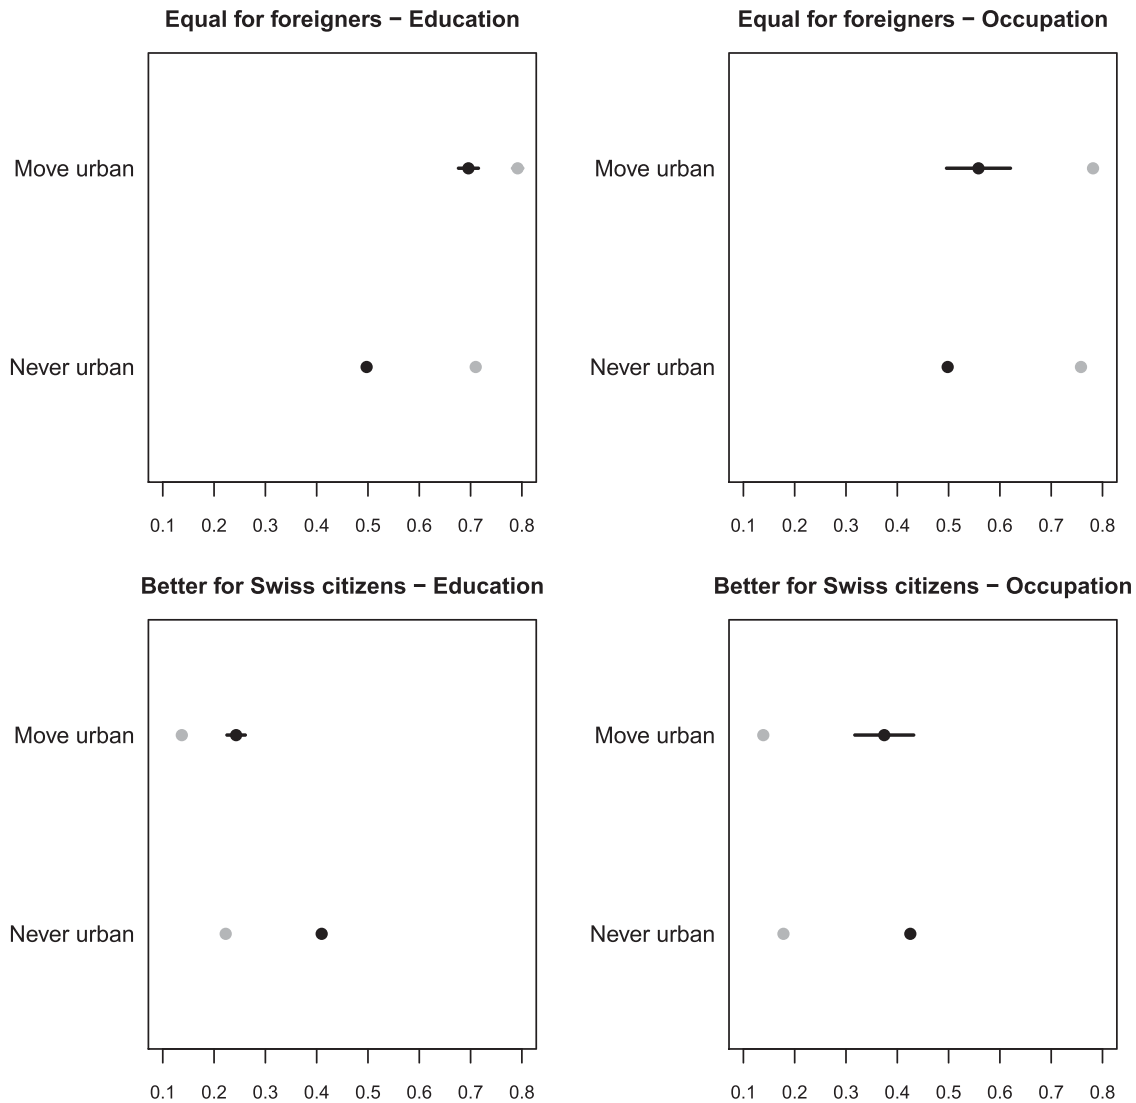 Equal for foreigners − Education
Move urban
Never urban
0.1 0.2 0.3 0.4 0.5 0.6 0.7 0.8
Equal for foreigners − Occupation
Move urban
Never urban
0.1 0.2 0.3 0.4 0.5 0.6 0.7 0.8
Better for Swiss citizens − Education
Move urban
Never urban
0.1 0.2 0.3 0.4 0.5 0.6 0.7 0.8
Better for Swiss citizens − Occupation
Move urban
Never urban
0.1 0.2 0.3 0.4 0.5 0.6 0.7 0.8